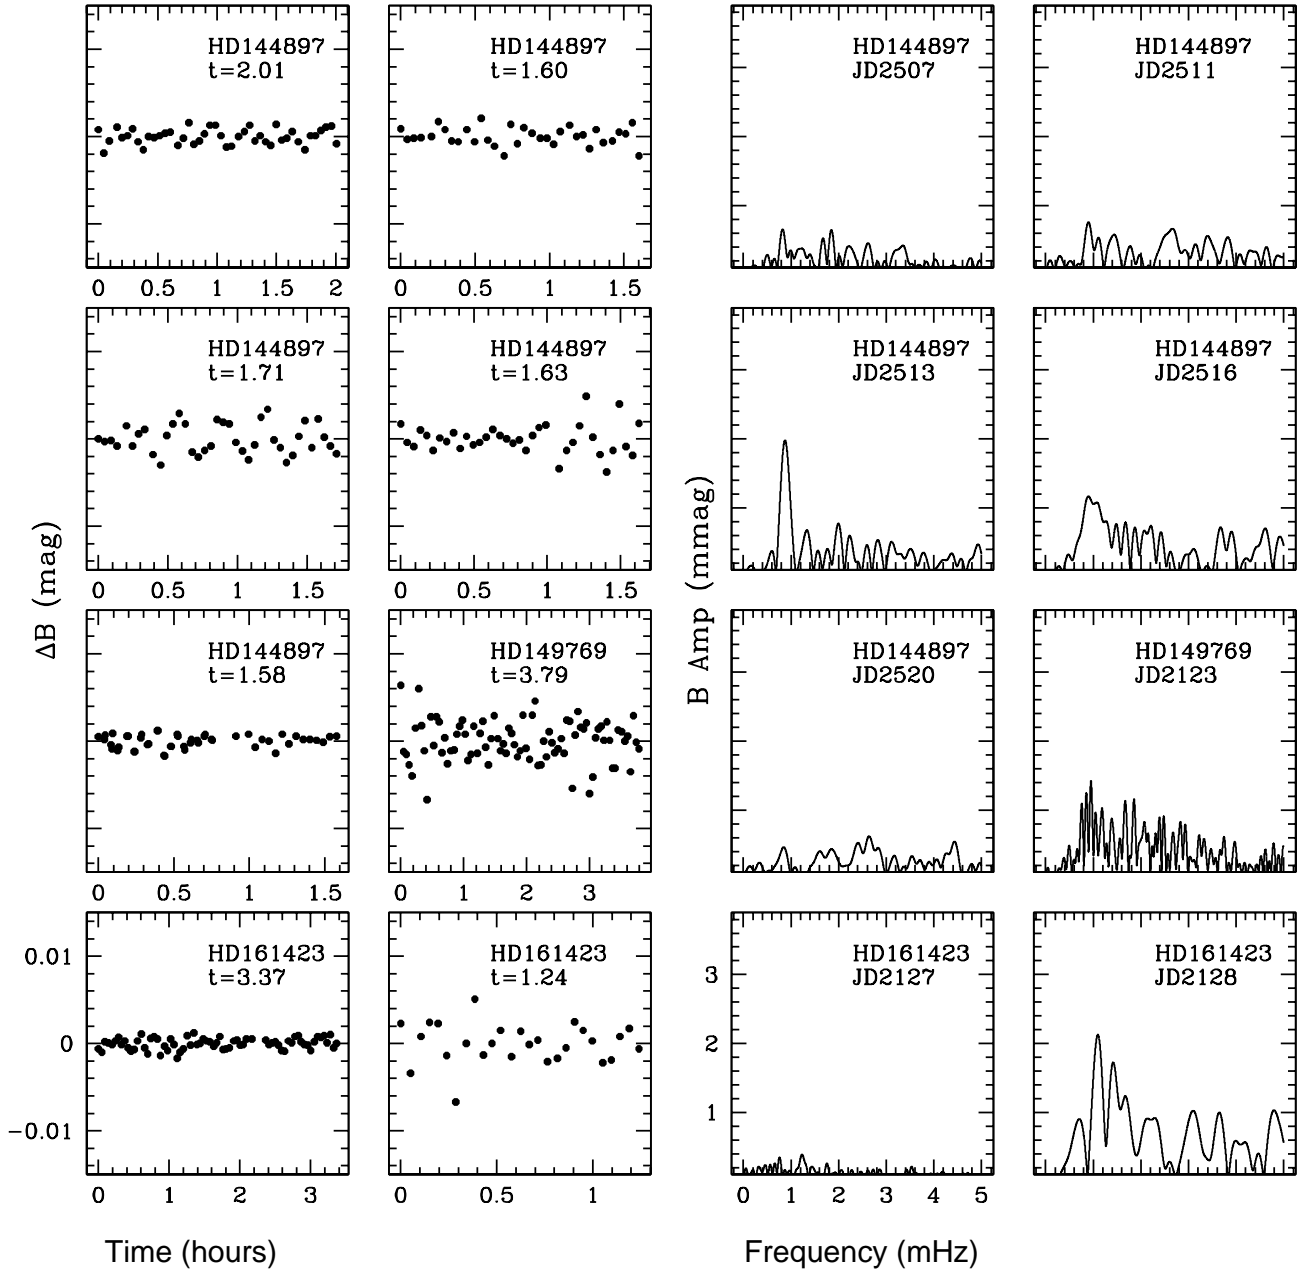 HD144897
t=2.01
HD144897
t=1.60
HD144897
JD2507
HD144897
JD2511
0 0.5 1 1.5 2
0 0.5 1 1.5
HD144897
t=1.71
HD144897
t=1.63
HD144897
JD2513
HD144897
JD2516
0 0.5 1 1.5
0 0.5 1 1.5
ΔB (mag)
B Amp (mmag)
HD144897
t=1.58
HD149769
t=3.79
HD144897
JD2520
HD149769
JD2123
0 0.5 1 1.5
0 1 2 3
HD161423
t=3.37
HD161423
t=1.24
HD161423
JD2127
HD161423
JD2128
0.01
0
−0.01
3
2
1
0 1 2 3
0 0.5 1
0 1 2 3 4 5
Time (hours)
Frequency (mHz)